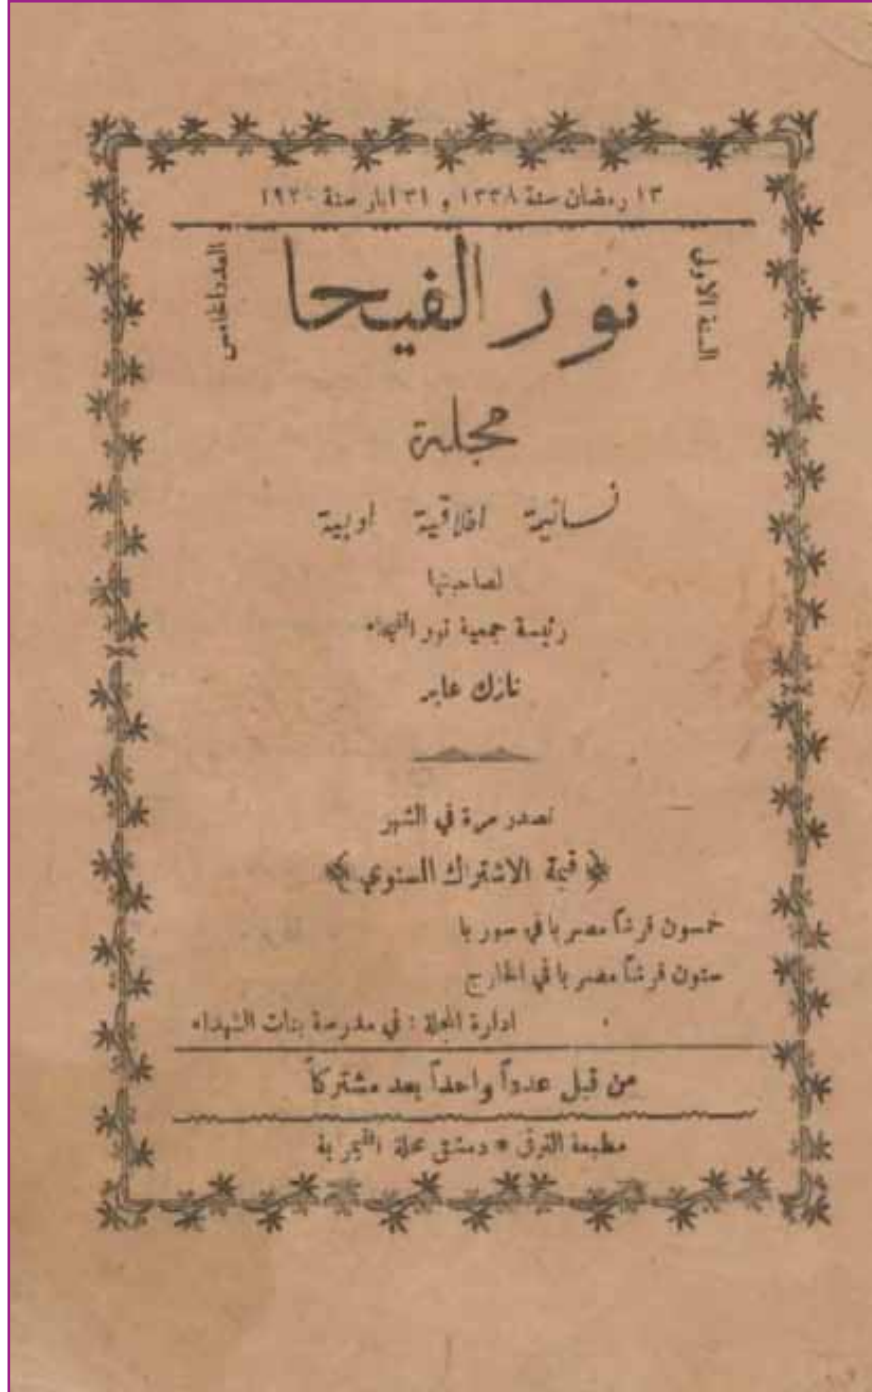 ١٣ رمضان سنة ١٣٣٨ و ٣١ ايار سنة ١٩٢٠
السنة الاولى
نور الفيحا
العدد الخامس
مجلة
نسائية اخلاقية ادبية
لصاحبتها
رئيسة جمعية نور الفيحاء
نازك عابد
تصدر مرة في الشهر
قيمة الاشتراك السنوي
خمسون قرشاً مصريا في سوريا
ستون قرشاً مصريا في الخارج
ادارة المجلة : في مدرسة بنات الشهداء
من قبل عدداً واحداً يعد مشتركاً
مطبعة الترقي * دمشق محلة القيمرية